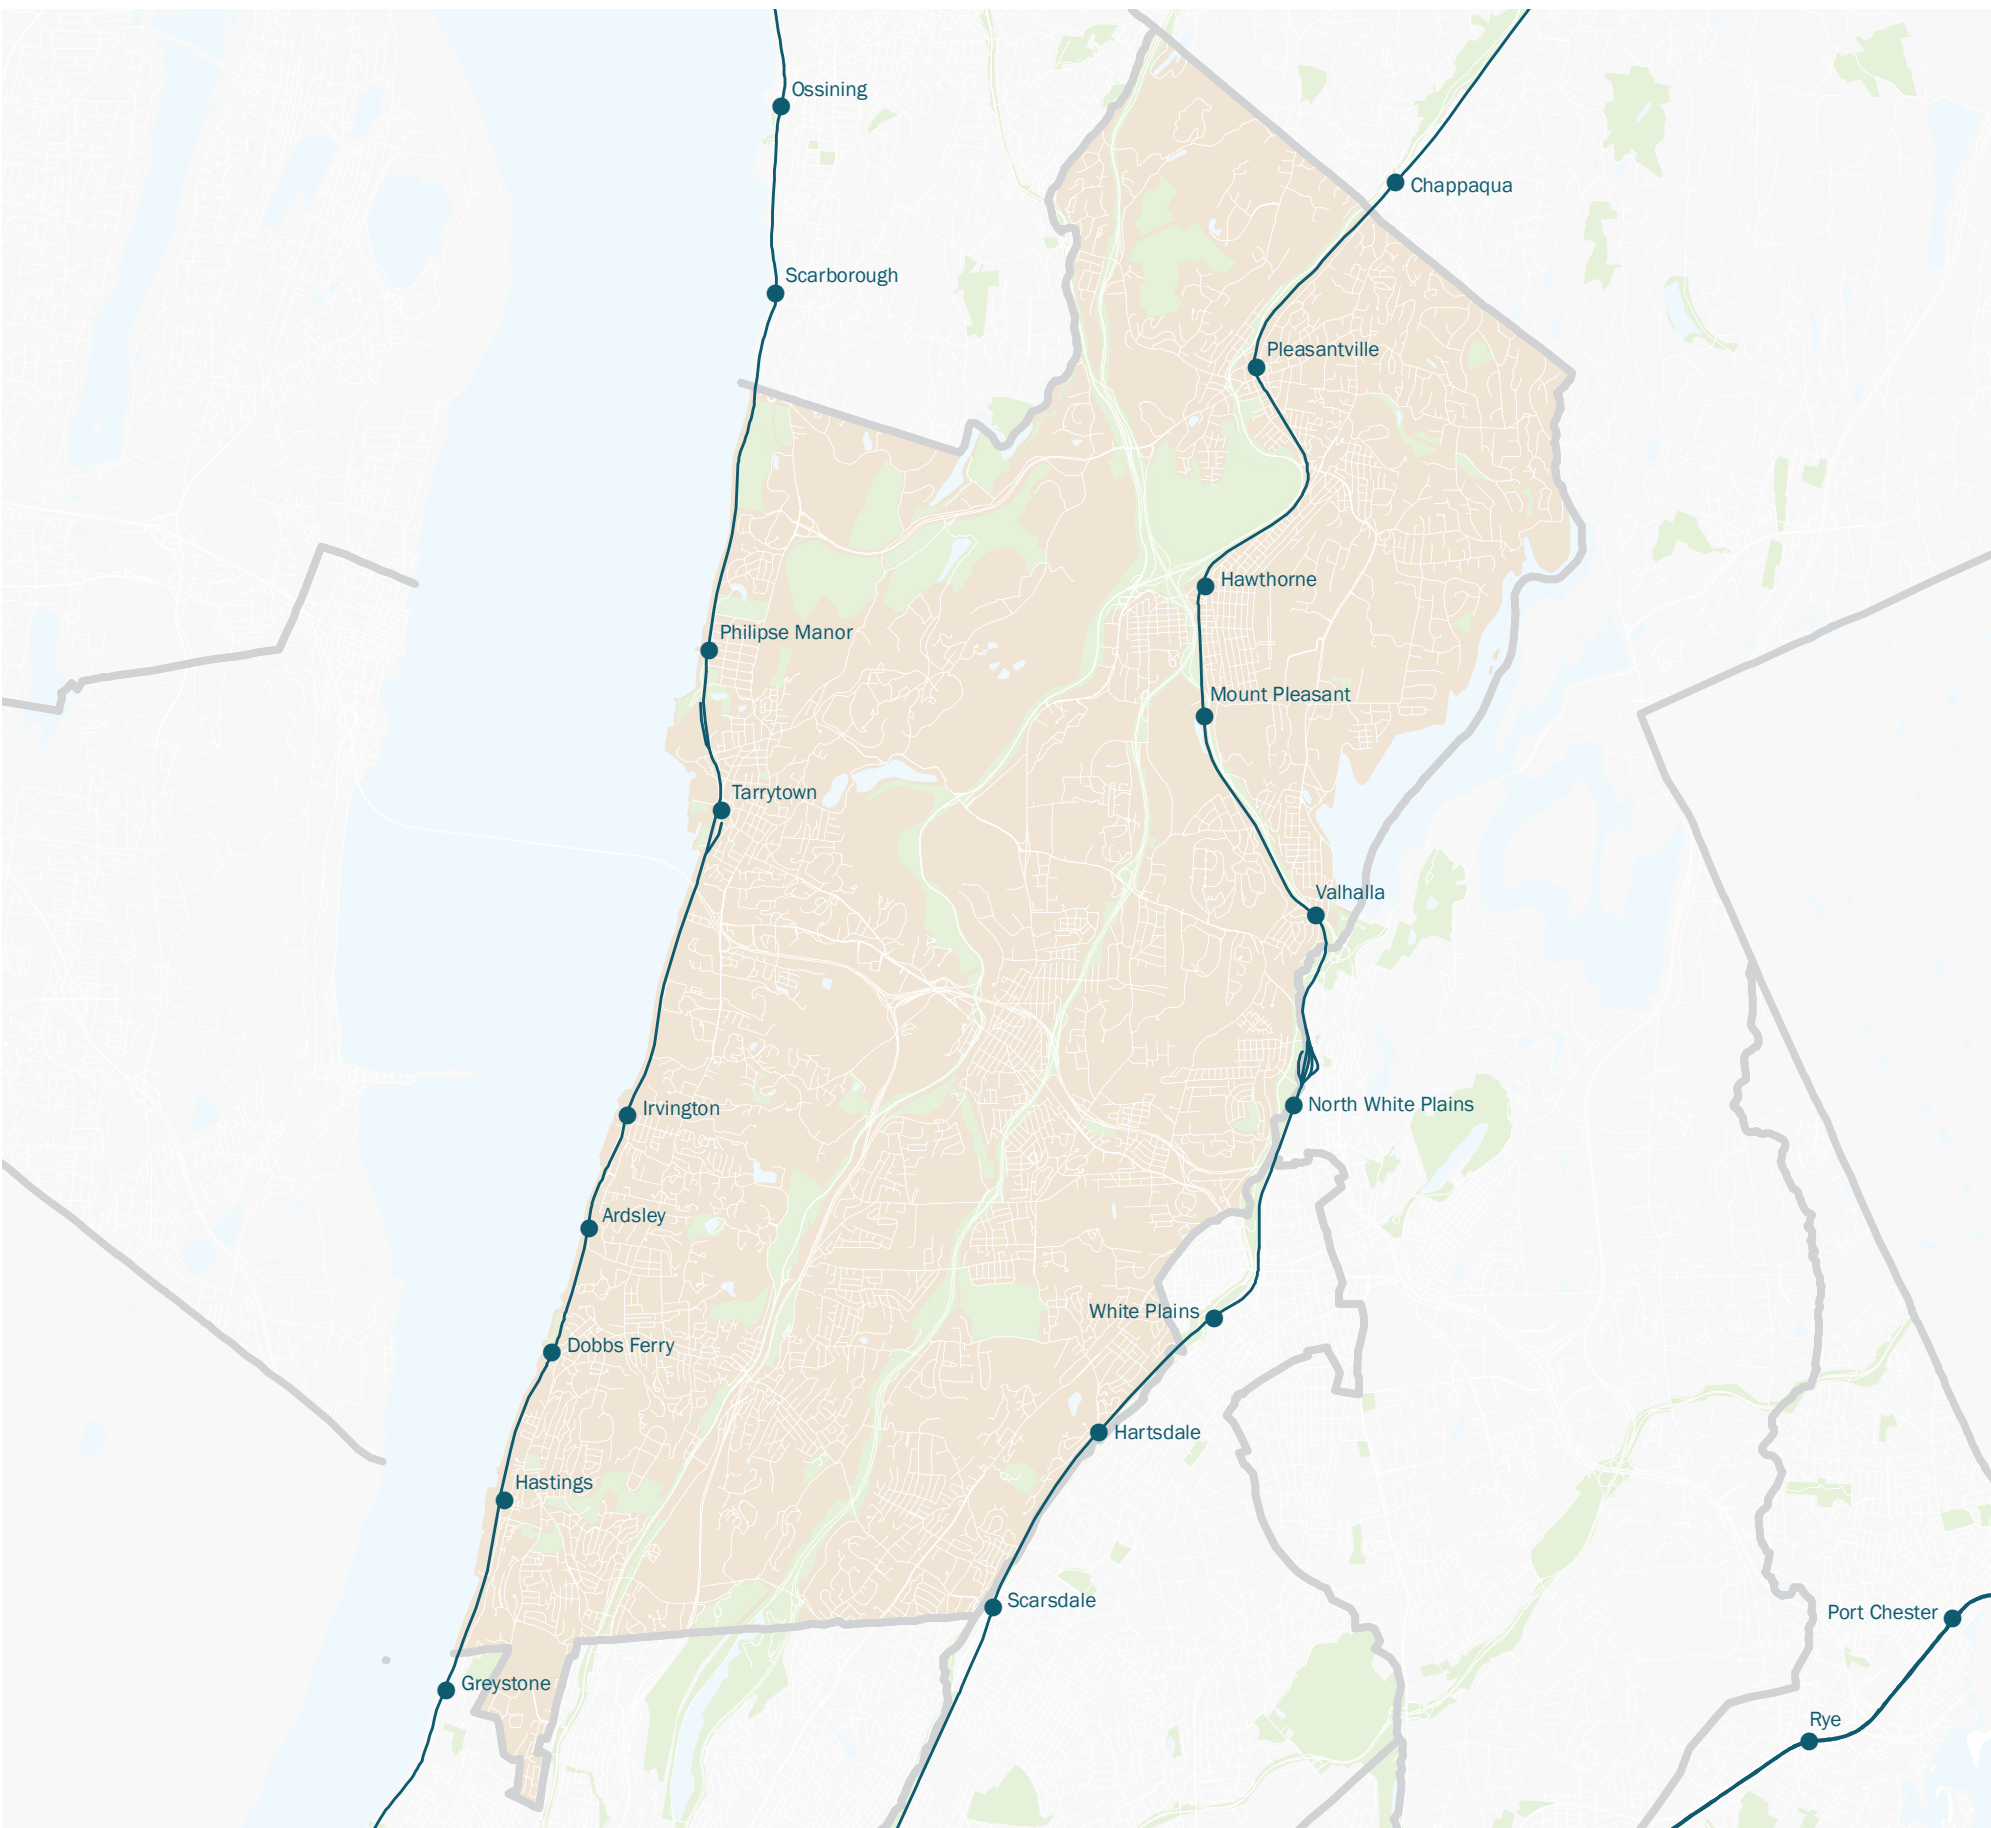 Ossining
Chappaqua
Scarborough
Pleasantville
Hawthorne
Philipse Manor
Mount Pleasant
Tarrytown
Valhalla
North White Plains
Irvington
Ardsley
White Plains
Dobbs Ferry
Hartsdale
Hastings
Scarsdale
Port Chester
Greystone
Rye